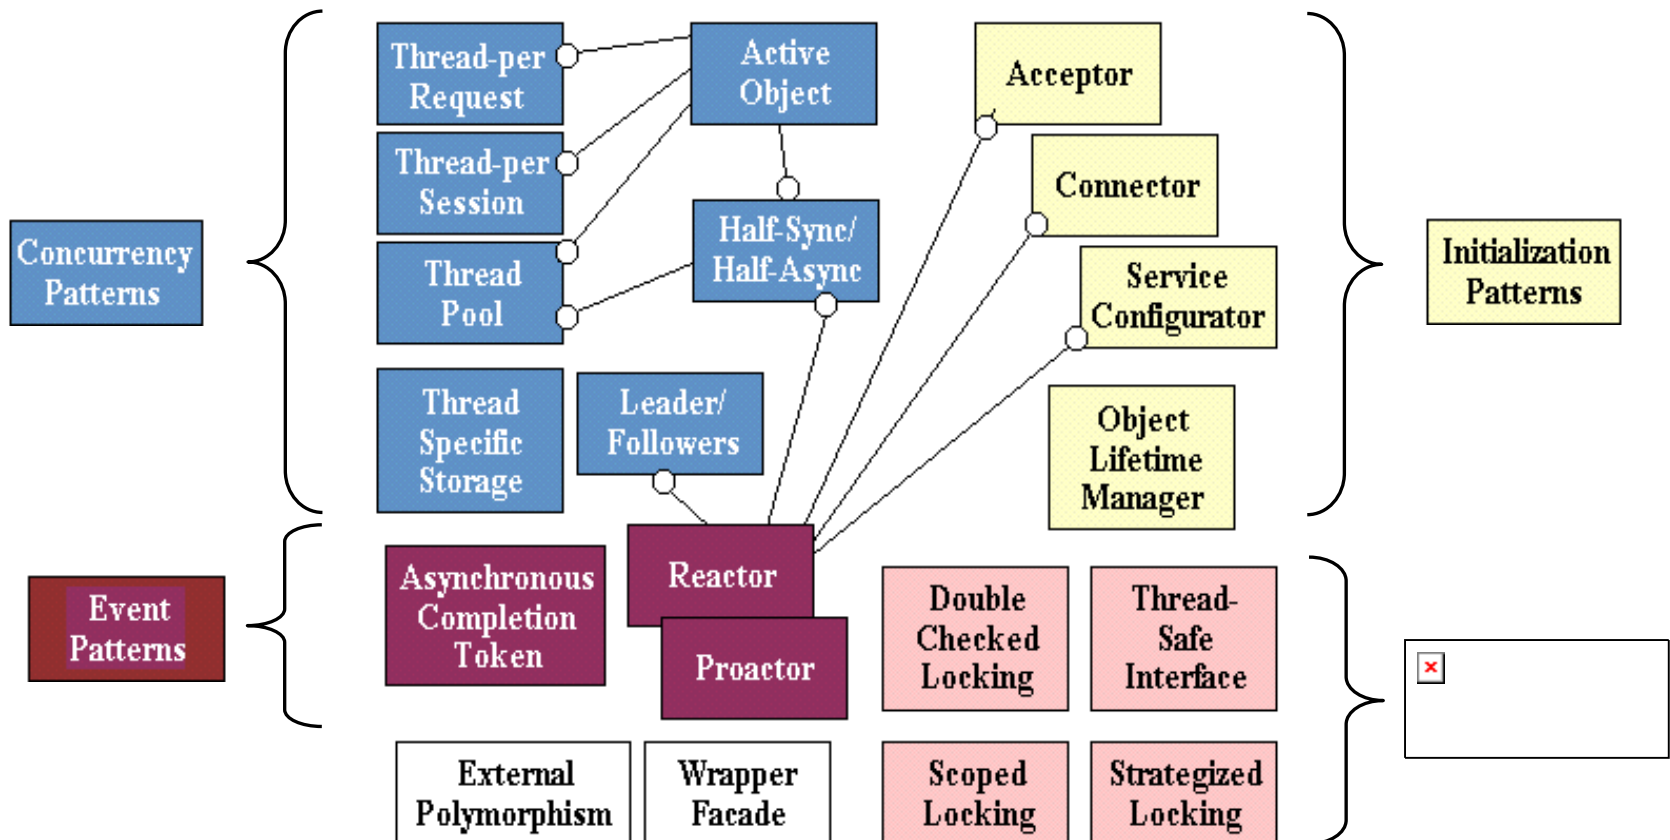 Concurrency
Patterns
Thread-per
Request
Thread-per
Session
Thread
Pool
Thread
Specific
Storage
Active
Object
Half-Sync/
Half-Async
Leader/
Followers
Acceptor
Connector
Service
Configurator
Object
Lifetime
Manager
Initialization
Patterns
Event
Patterns
Asynchronous
Completion
Token
Reactor
Proactor
Double
Checked
Locking
Thread-
Safe
Interface
External
Polymorphism
Wrapper
Facade
Scoped
Locking
Strategized
Locking